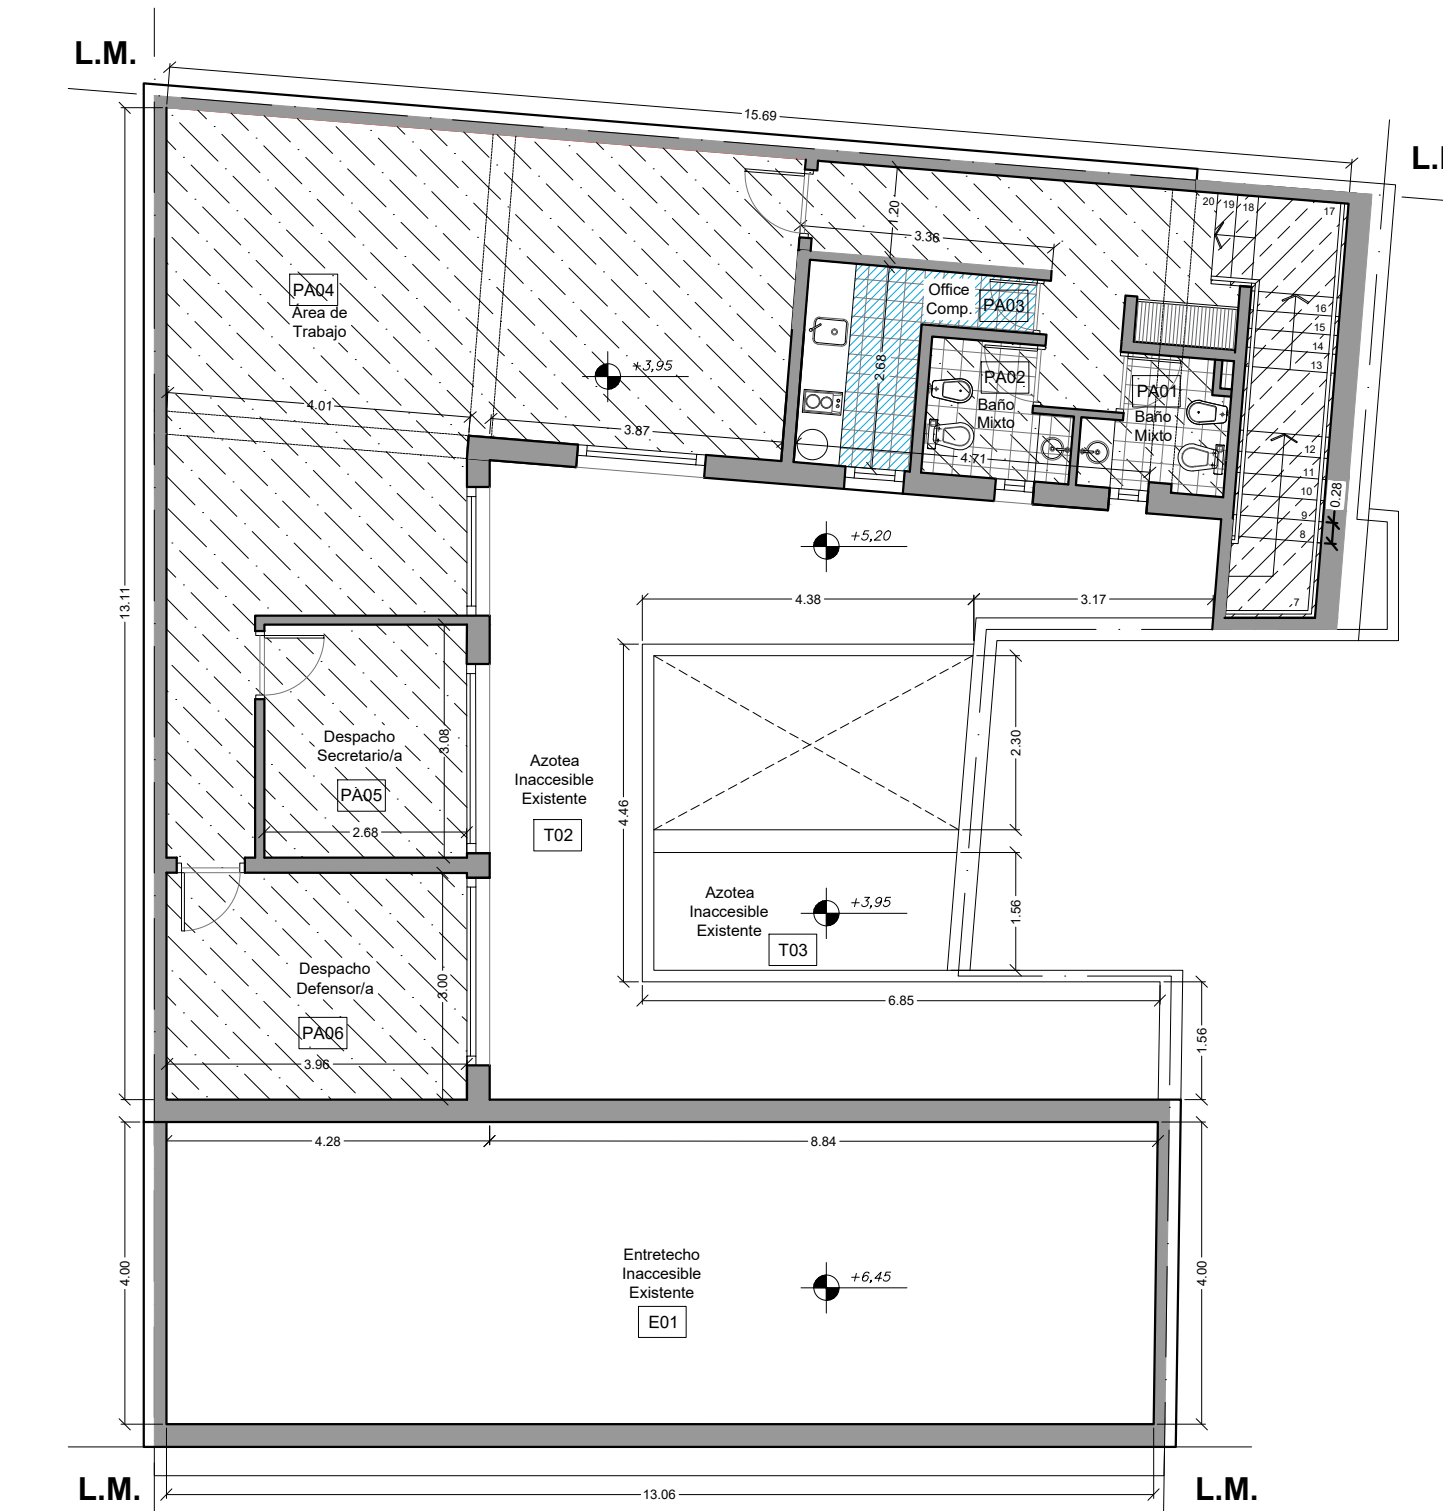 L.M.
15.69
L.
1.20
3.36
20
19
18
17
PA04
Área de
Trabajo
Office
Comp.
PA03
16
15
14
13
+3,95
2.68
PA02
Baño
Mixto
PA01
Baño
Mixto
4.01
3.87
4.71
12
11
10
9
8
0.28
+5,20
13.11
4.38
3.17
7
Despacho
Secretario/a
3.08
PA05
2.68
Azotea
Inaccesible
Existente
T02
4.46
2.30
Azotea
Inaccesible
Existente
+3,95
T03
1.56
Despacho
Defensor/a
3.00
PA06
3.96
6.85
1.56
4.28
8.84
4.00
Entretecho
Inaccesible
Existente
+6,45
E01
4.00
L.M.
13.06
L.M.